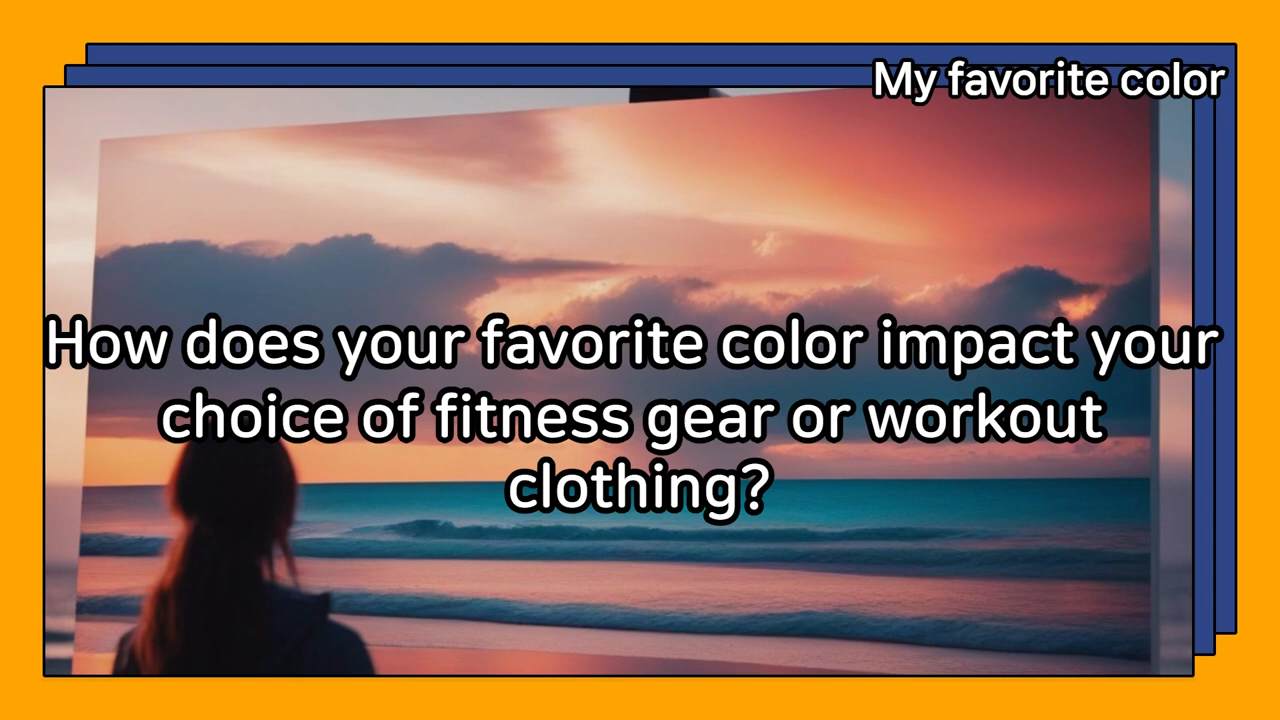 My favorite color
How does your favorite color impact your
choice of fitness gear or workout
clothing?